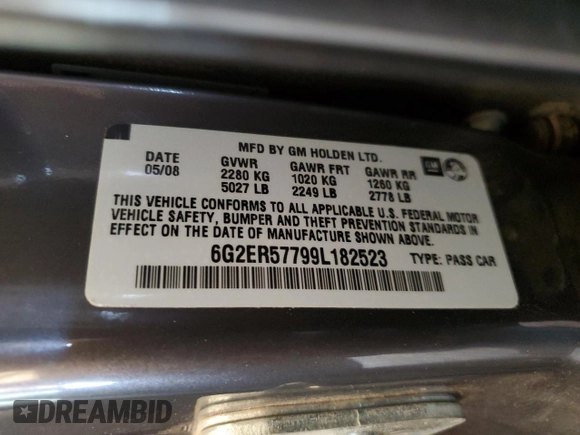 MFD BY GM HOLDEN LTD.
DATE GVWR GAWR FRT GAWR RR GM
05/08 2280 KG 1020 KG 1260 KG
5027 LB 2249 LB 2778 LB
THIS VEHICLE CONFORMS TO ALL APPLICABLE U.S. FEDERAL MOTOR
VEHICLE SAFETY, BUMPER AND THEFT PREVENTION STANDARDS IN
EFFECT ON THE DATE OF MANUFACTURE SHOWN ABOVE.
6G2ER57799L182523 TYPE: PASS CAR
DREAMBID